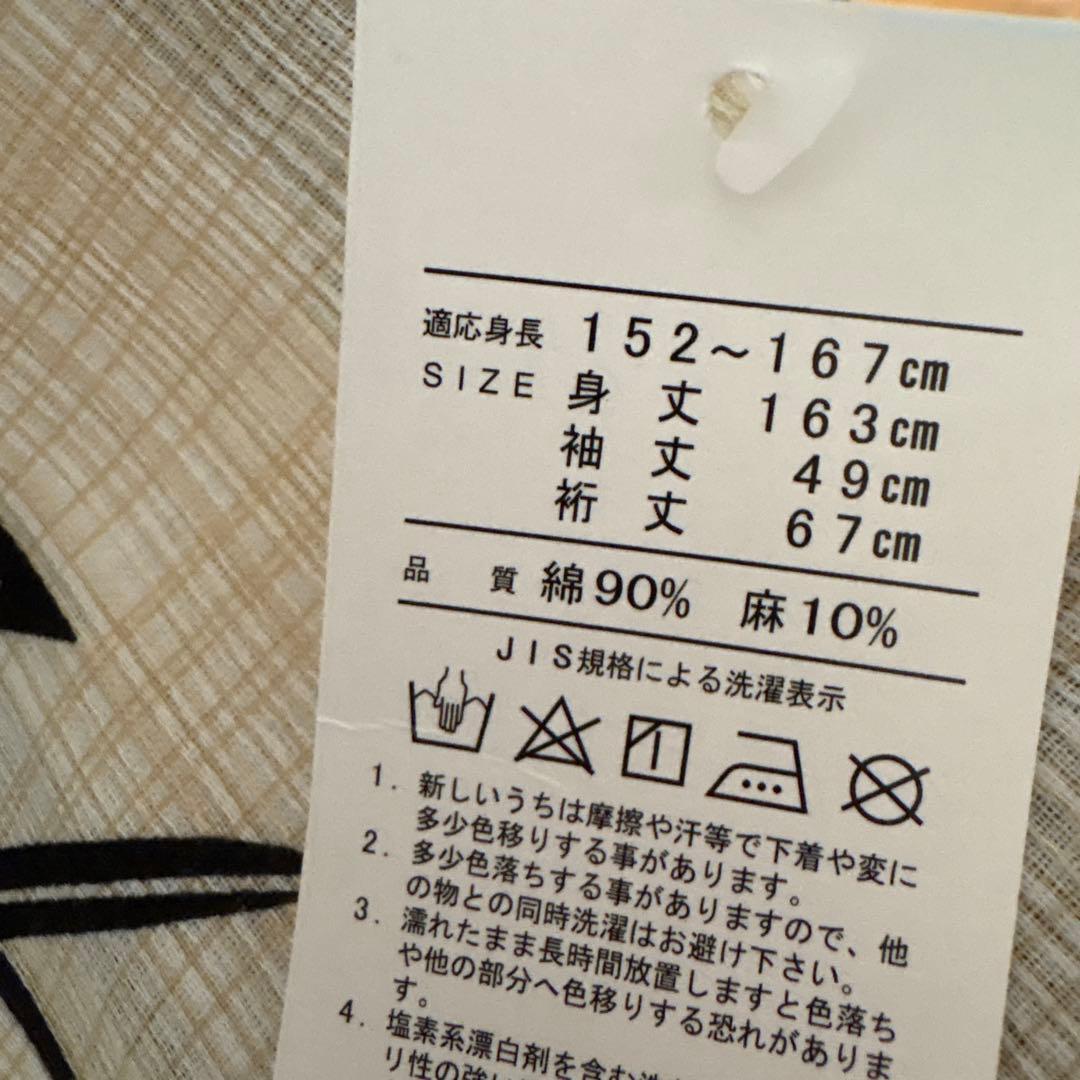 適応身長 152～167cm
SIZE 身 丈 163cm
袖 丈 49cm
裄 丈 67cm
品 質 綿90% 麻10%
JIS規格による洗濯表示
1. 新しいうちは摩擦や汗等で下着や変に
多少色移りする事があります。
2. 多少色落ちする事がありますので、他
の物との同時洗濯はお避け下さい。
3. 濡れたまま長時間放置しますと色落ち
や他の部分へ色移りする恐れがありま
す。
4. 塩素系漂白剤を含む洗
リ性の強い